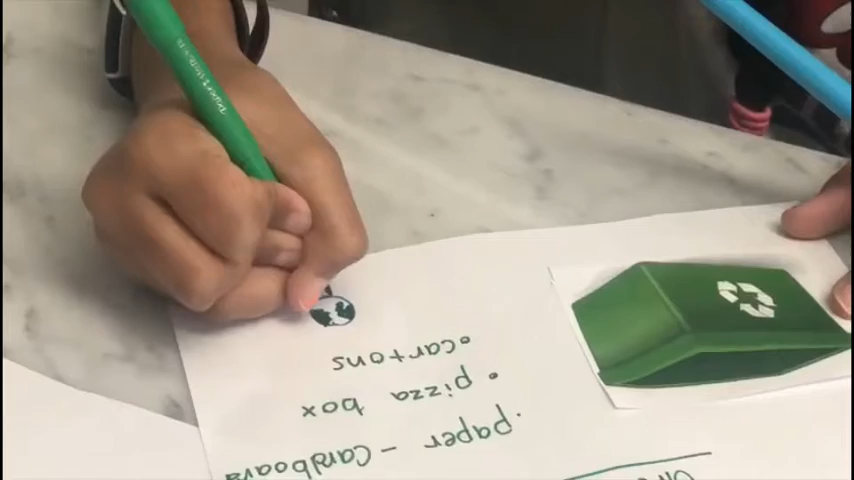 . paper - Cardboard
• pizza box
• cartons